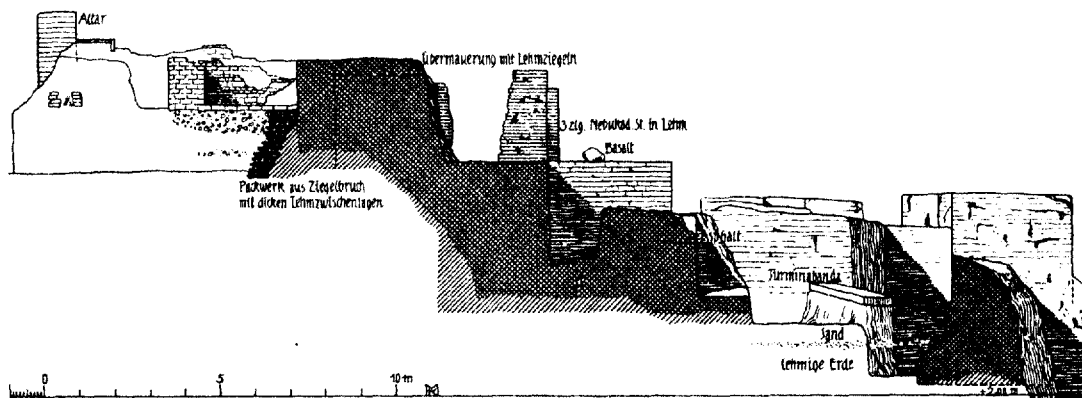 Altar
Übermauerung mit Lehmziegeln
3 zlg. Nebukad. St. in Lehm
Basalt
Packwerk aus Ziegelbruch
mit dicken Lehmzwischenlagen
Asphalt
Turminabanda
Sand
Lehmige Erde
0 5 10 m